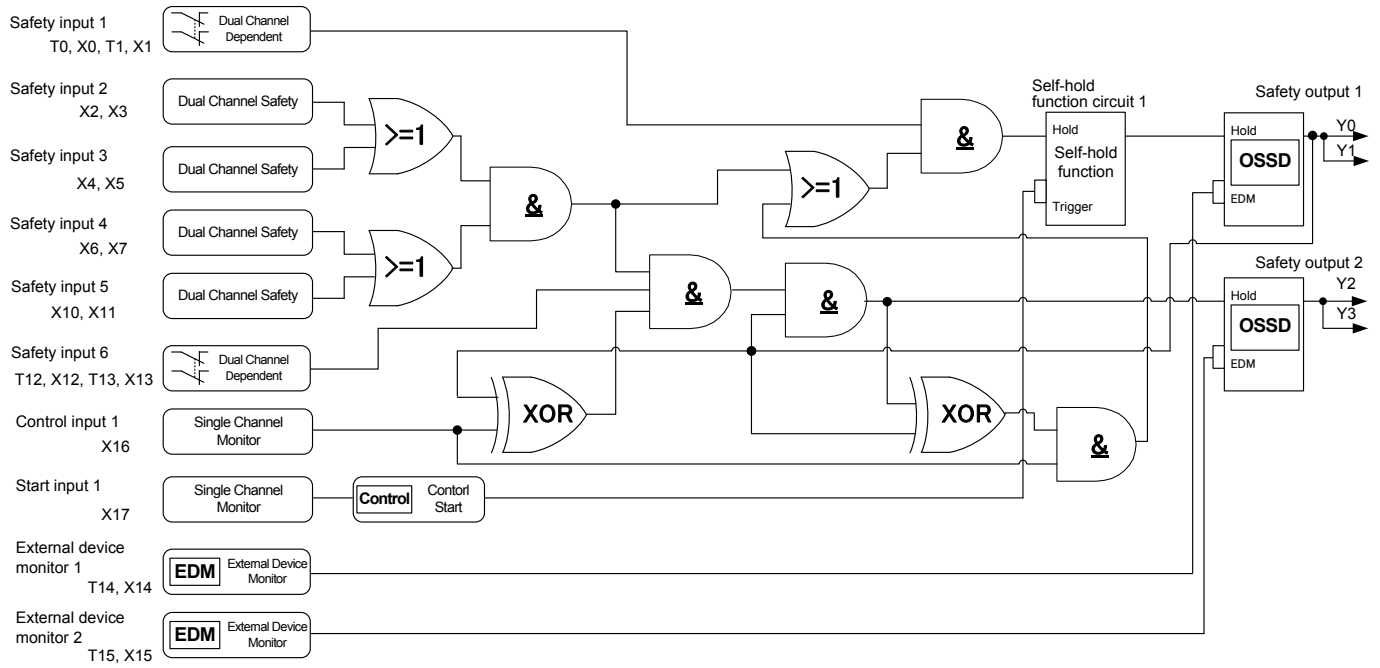 Safety input 1
T0, X0, T1, X1
Dual Channel
Dependent
Safety input 2
X2, X3
Dual Channel Safety
>=1
Safety input 3
X4, X5
Dual Channel Safety
&
Safety input 4
X6, X7
Dual Channel Safety
>=1
Safety input 5
X10, X11
Dual Channel Safety
Safety input 6
T12, X12, T13, X13
Dual Channel
Dependent
&
&
>=1
&
Self-hold
function circuit 1
Hold
Self-hold
function
Trigger
Safety output 1
Hold
OSSD
EDM
Y0
Y1
Safety output 2
Hold
OSSD
EDM
Y2
Y3
Control input 1
X16
Single Channel
Monitor
XOR
XOR
&
Start input 1
X17
Single Channel
Monitor
Control
Contorl
Start
External device
monitor 1
T14, X14
EDM
External Device
Monitor
External device
monitor 2
T15, X15
EDM
External Device
Monitor